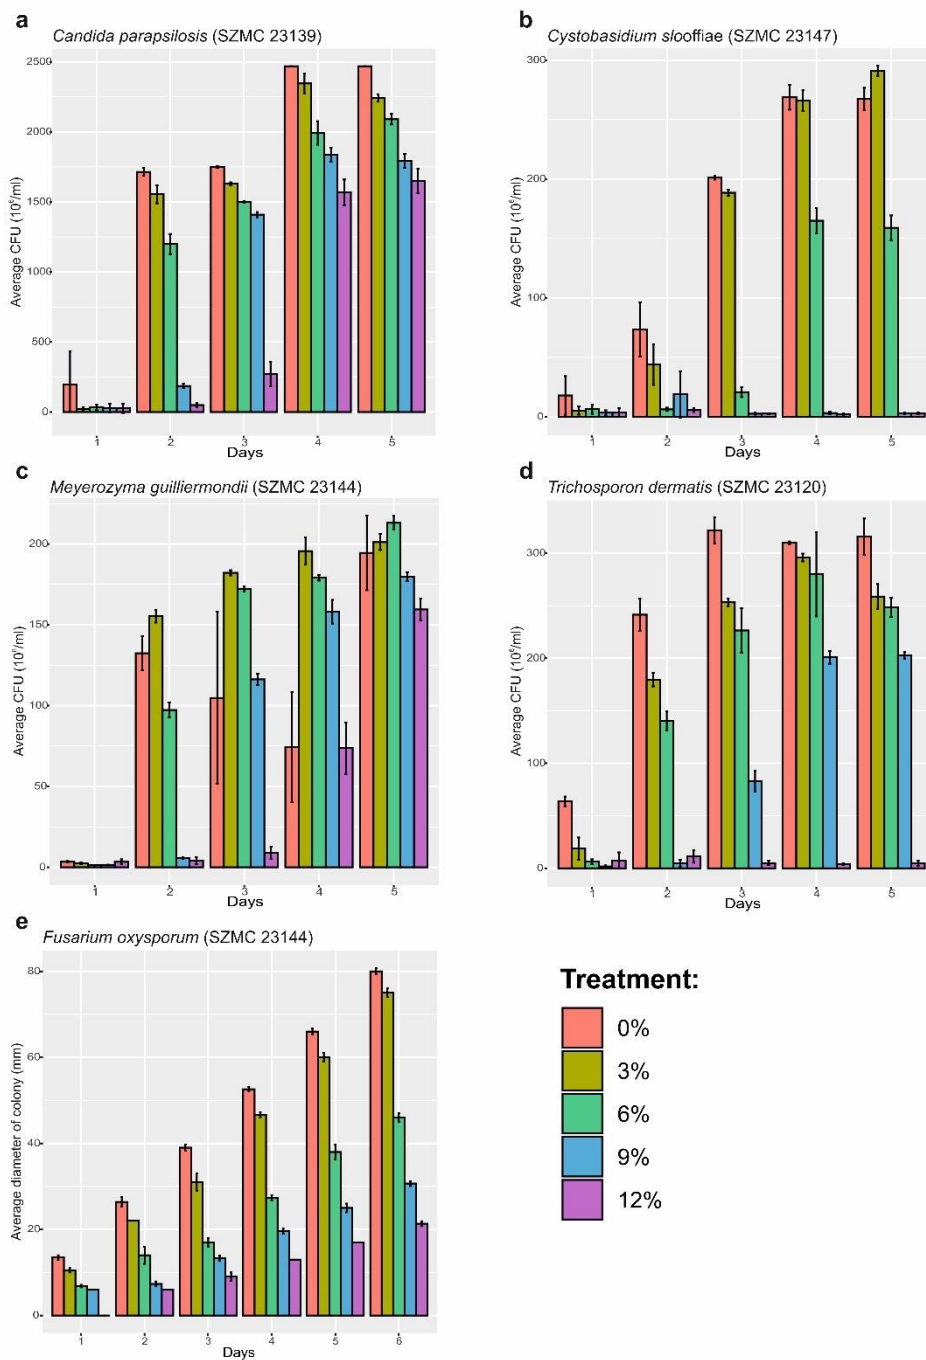 a
Candida parapsilosis (SZMC 23139)
Average CFU (10⁶/ml)
2500
2000
1500
1000
500
0
1 2 3 4 5
Days
b
Cystobasidium slooffiae (SZMC 23147)
Average CFU (10⁶/ml)
300
200
100
0
1 2 3 4 5
Days
c
Meyerozyma guilliermondii (SZMC 23144)
Average CFU (10⁶/ml)
200
150
100
50
0
1 2 3 4 5
Days
d
Trichosporon dermatis (SZMC 23120)
Average CFU (10⁶/ml)
300
200
100
0
1 2 3 4 5
Days
e
Fusarium oxysporum (SZMC 23144)
Average diameter of colony (mm)
80
60
40
20
0
1 2 3 4 5 6
Days
Treatment:
0%
3%
6%
9%
12%